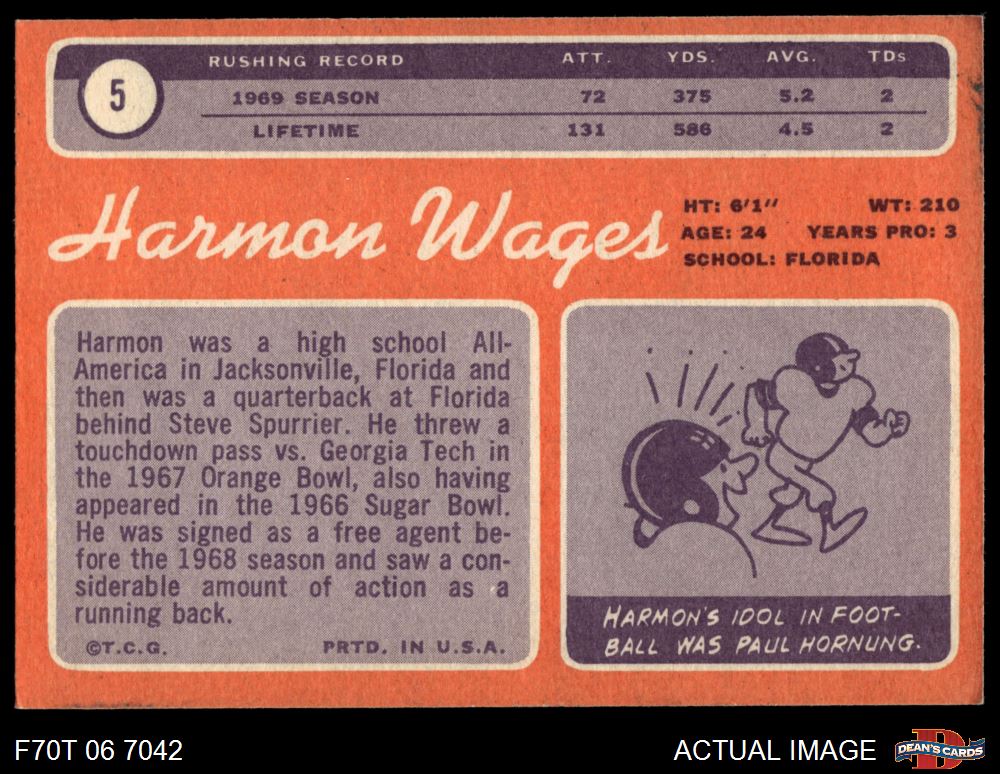 5
RUSHING RECORD ATT. YDS. AVG. TDs
1969 SEASON 72 375 5.2 2
LIFETIME 131 586 4.5 2
Harmon Wages
HT: 6'1" WT: 210
AGE: 24 YEARS PRO: 3
SCHOOL: FLORIDA
Harmon was a high school All-
America in Jacksonville, Florida and
then was a quarterback at Florida
behind Steve Spurrier. He threw a
touchdown pass vs. Georgia Tech in
the 1967 Orange Bowl, also having
appeared in the 1966 Sugar Bowl.
He was signed as a free agent be-
fore the 1968 season and saw a con-
siderable amount of action as a
running back.
©T.C.G. PRTD. IN U.S.A.
HARMON'S IDOL IN FOOT-
BALL WAS PAUL HORNUNG.
F70T 06 7042
ACTUAL IMAGE
DEAN'S CARDS